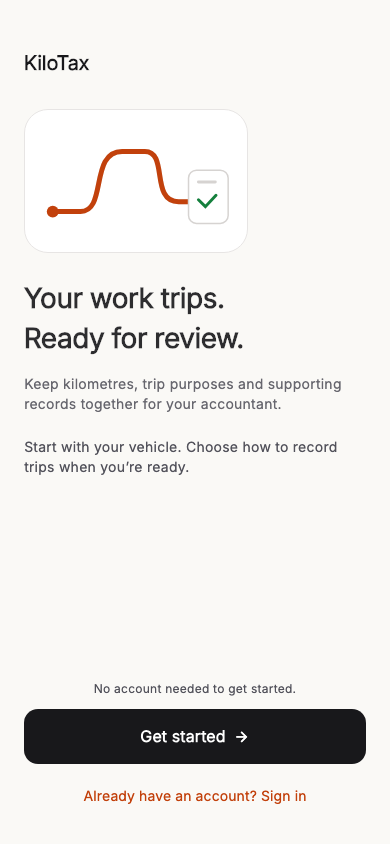 KiloTax
Your work trips.
Ready for review.
Keep kilometres, trip purposes and supporting
records together for your accountant.
Start with your vehicle. Choose how to record
trips when you’re ready.
No account needed to get started.
Get started →
Already have an account? Sign in